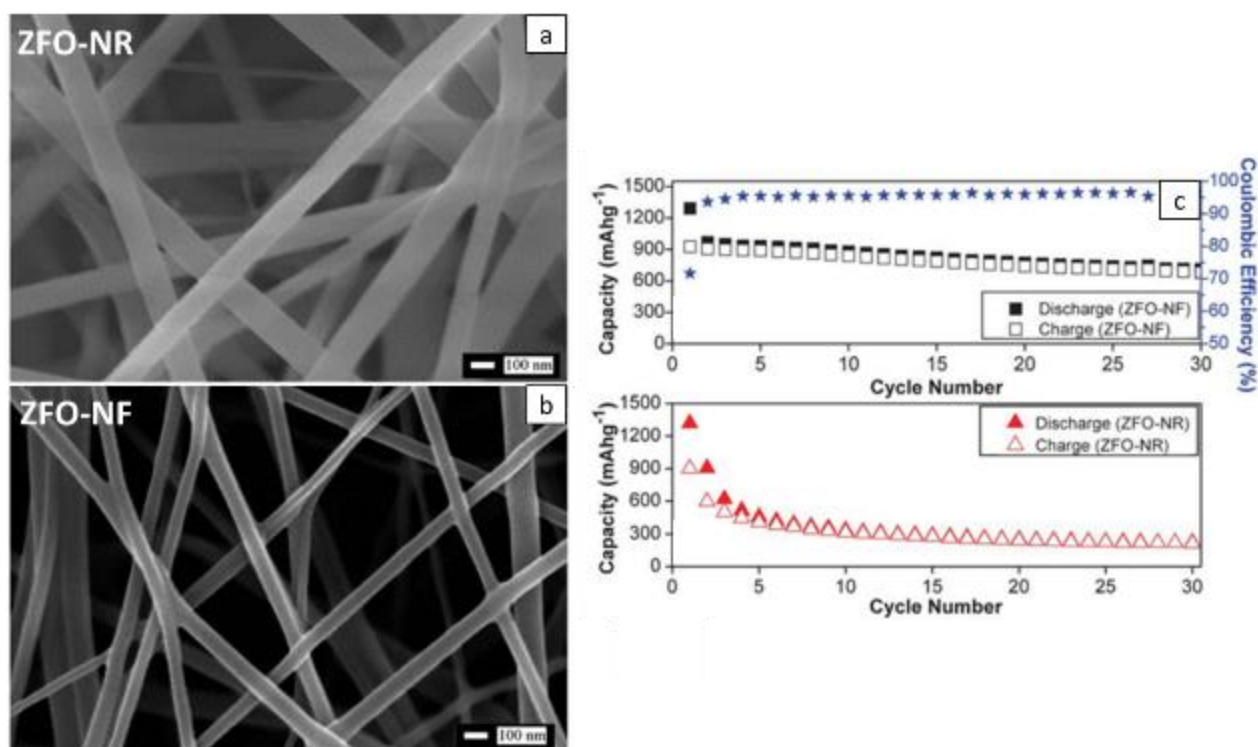 ZFO-NR
a
100 nm
ZFO-NF
b
100 nm
1500
1200
900
600
300
0
Capacity (mAhg⁻¹)
100
90
80
70
60
50
Coulombic Efficiency (%)
c
Discharge (ZFO-NF)
Charge (ZFO-NF)
0 5 10 15 20 25 30
Cycle Number
1500
1200
900
600
300
0
Capacity (mAhg⁻¹)
Discharge (ZFO-NR)
Charge (ZFO-NR)
0 5 10 15 20 25 30
Cycle Number